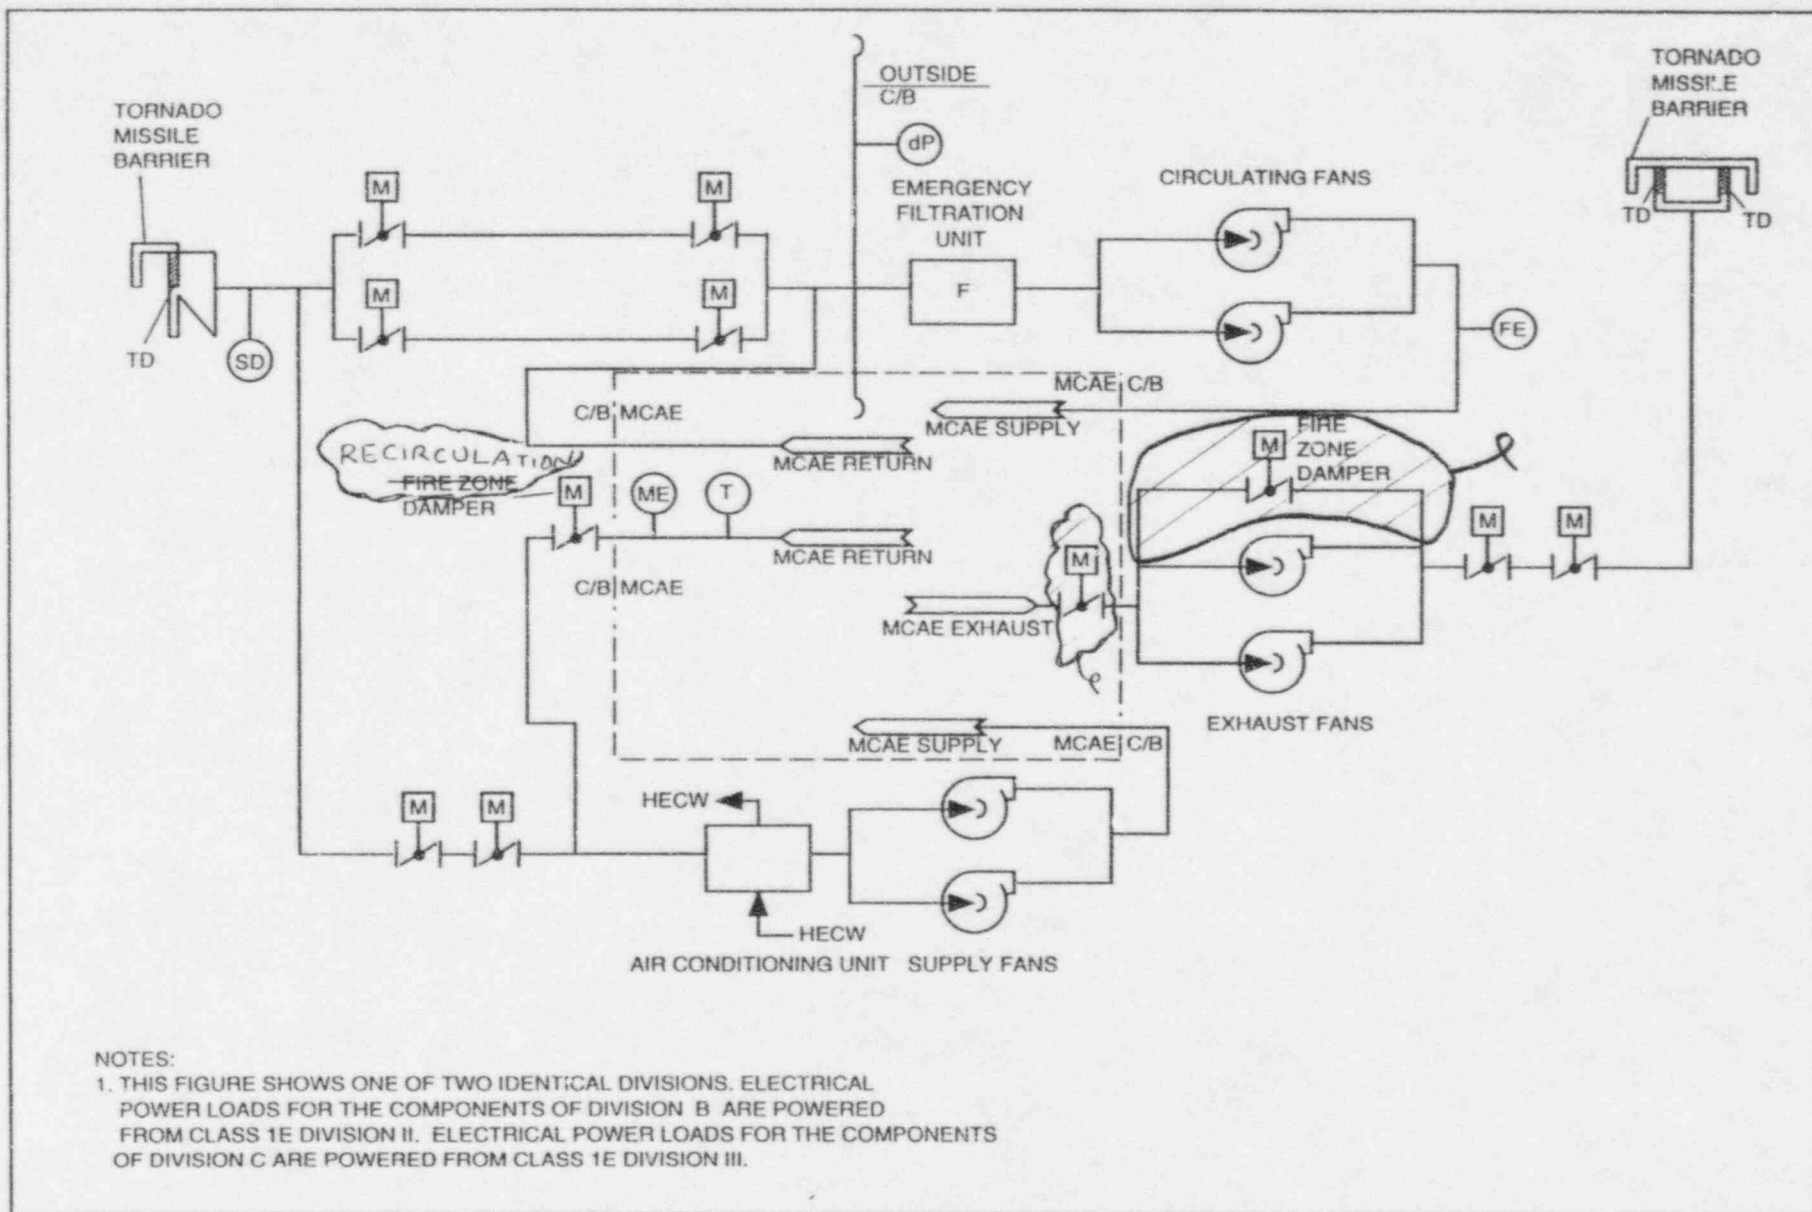 TORNADO
MISSILE
BARRIER
TD
SD
M
M
M
M
OUTSIDE
C/B
dP
EMERGENCY
FILTRATION
UNIT
F
CIRCULATING FANS
FE
TORNADO
MISSILE
BARRIER
TD
TD
C/B MCAE
MCAE C/B
MCAE SUPPLY
MCAE RETURN
RECIRCULATION
FIRE ZONE
DAMPER
M
ME
T
MCAE RETURN
C/B MCAE
M
FIRE
ZONE
DAMPER
M
MCAE EXHAUST
M
M
EXHAUST FANS
MCAE SUPPLY
MCAE C/B
M
M
HECW
HECW
AIR CONDITIONING UNIT SUPPLY FANS
NOTES:
1. THIS FIGURE SHOWS ONE OF TWO IDENTICAL DIVISIONS. ELECTRICAL
POWER LOADS FOR THE COMPONENTS OF DIVISION B ARE POWERED
FROM CLASS 1E DIVISION II. ELECTRICAL POWER LOADS FOR THE COMPONENTS
OF DIVISION C ARE POWERED FROM CLASS 1E DIVISION III.